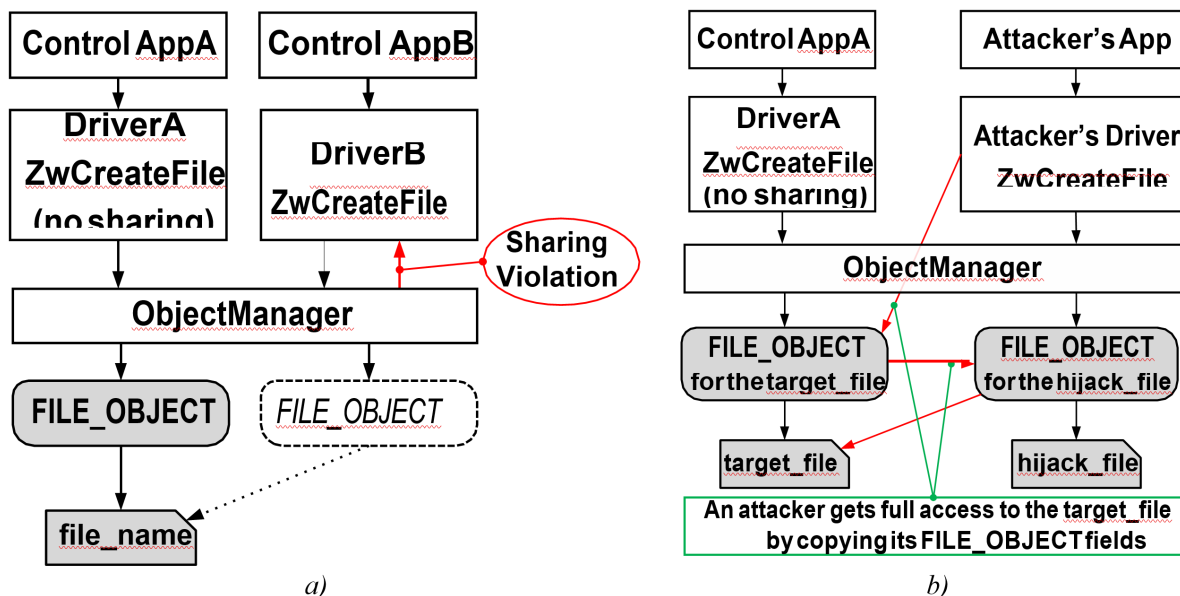 Control AppA
Control AppB
DriverA
ZwCreateFile
(no sharing)
DriverB
ZwCreateFile
Sharing
Violation
ObjectManager
FILE_OBJECT
FILE_OBJECT
file_name
a)
Control AppA
Attacker's App
DriverA
ZwCreateFile
(no sharing)
Attacker's Driver
ZwCreateFile
ObjectManager
FILE_OBJECT
for the target_file
FILE_OBJECT
for the hijack_file
target_file
hijack_file
An attacker gets full access to the target_file
by copying its FILE_OBJECT fields
b)